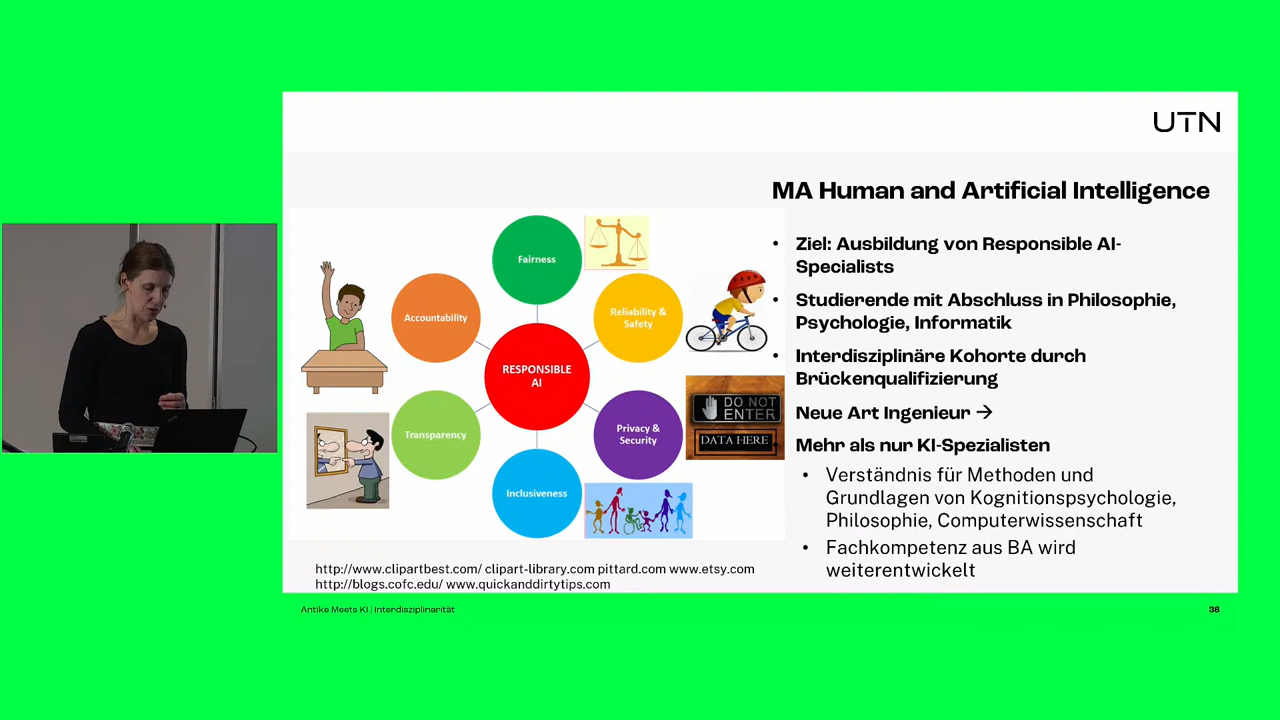 UTN
MA Human and Artificial Intelligence
Fairness
Accountability
Reliability &
Safety
RESPONSIBLE
AI
Transparency
Privacy &
Security
Inclusiveness
DO NOT
ENTER
DATA HERE
• Ziel: Ausbildung von Responsible AI-
Specialists
• Studierende mit Abschluss in Philosophie,
Psychologie, Informatik
• Interdisziplinäre Kohorte durch
Brückenqualifizierung
Neue Art Ingenieur →
Mehr als nur KI-Spezialisten
• Verständnis für Methoden und
Grundlagen von Kognitionspsychologie,
Philosophie, Computerwissenschaft
• Fachkompetenz aus BA wird
weiterentwickelt
http://www.clipartbest.com/ clipart-library.com pittard.com www.etsy.com
http://blogs.cofc.edu/ www.quickanddirtytips.com
Antike Meets KI | Interdisziplinarität
38